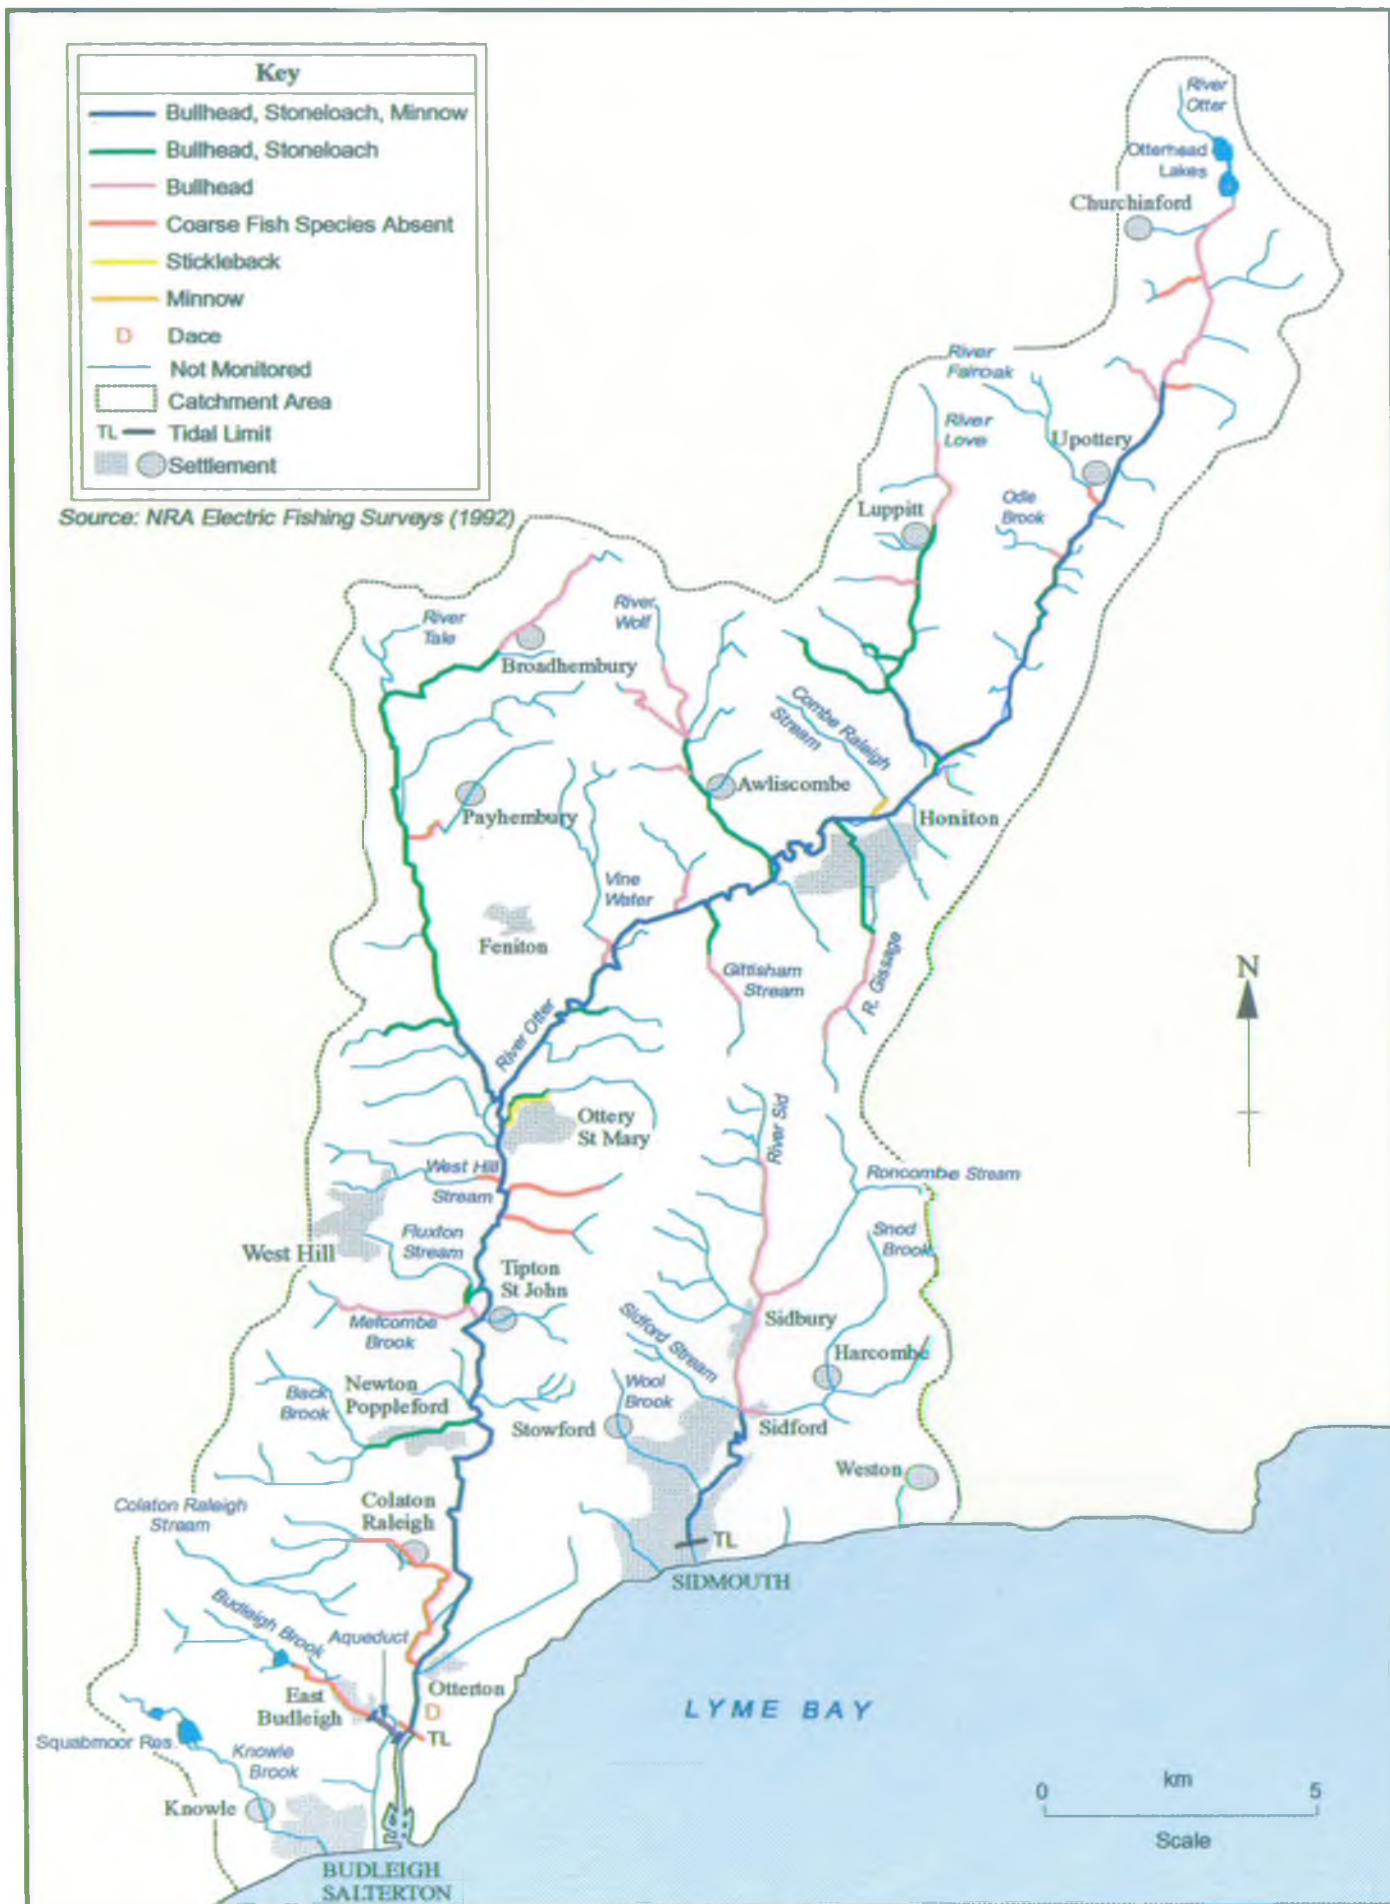 Key
Bullhead, Stoneloach, Minnow
Bullhead, Stoneloach
Bullhead
Coarse Fish Species Absent
Stickleback
Minnow
D Dace
Not Monitored
Catchment Area
TL Tidal Limit
Settlement
Source: NRA Electric Fishing Surveys (1992)
River
Otter
Otterhead
Lakes
Churchinford
River
Fairoak
River
Love
Upottery
Luppitt
Odle
Brook
River
Tale
River
Wolf
Broadhembury
Combe Raleigh
Stream
Awliscombe
Payhembury
Honiton
Vine
Water
Feniton
Gittisham
Stream
R. Gissage
N
River Otter
Ottery
St Mary
River Sid
West Hill
Stream
Roncombe Stream
Fluxton
Stream
Snod
Brook
West Hill
Tipton
St John
Metcombe
Brook
Sidford Stream
Sidbury
Harcombe
Back
Brook
Newton
Poppleford
Wool
Brook
Stowford
Sidford
Weston
Colaton Raleigh
Stream
Colaton
Raleigh
TL
SIDMOUTH
Budleigh Brook
Aqueduct
East
Budleigh
Otterton
D
TL
LYME BAY
Squabmoor Res.
Knowle
Brook
Knowle
BUDLEIGH
SALTERTON
0 km 5
Scale